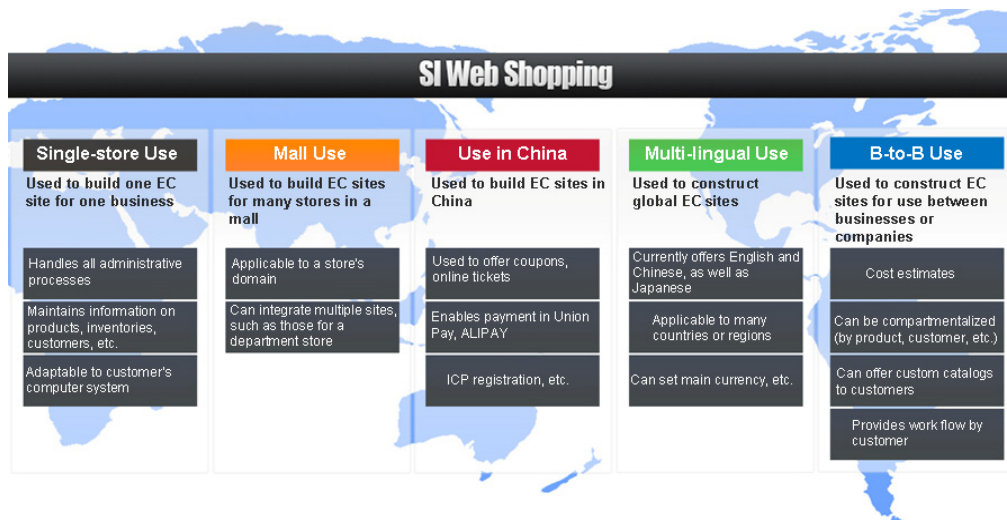 SI Web Shopping
Single-store Use
Used to build one EC
site for one business
Handles all administrative
processes
Maintains information on
products, inventories,
customers, etc.
Adaptable to customer's
computer system
Mall Use
Used to build EC sites
for many stores in a
mall
Applicable to a store's
domain
Can integrate multiple sites,
such as those for a
department store
Use in China
Used to build EC sites in
China
Used to offer coupons,
online tickets
Enables payment in Union
Pay, ALIPAY
ICP registration, etc.
Multi-lingual Use
Used to construct
global EC sites
Currently offers English and
Chinese, as well as
Japanese
Applicable to many
countries or regions
Can set main currency, etc.
B-to-B Use
Used to construct EC
sites for use between
businesses or
companies
Cost estimates
Can be compartmentalized
(by product, customer, etc.)
Can offer custom catalogs
to customers
Provides work flow by
customer